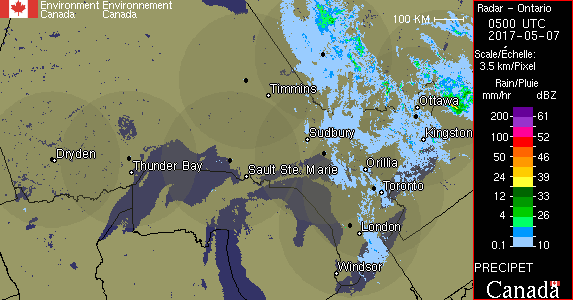 Environment Environnement
Canada Canada
100 KM
Timmins
Ottawa
Sudbury
Kingston
Dryden
Thunder Bay
Sault Ste. Marie
Orillia
Toronto
London
Windsor
Radar - Ontario
0500 UTC
2017-05-07
Scale/Échelle:
3.5 km/Pixel
Rain/Pluie
mm/hr dBZ
200 61
100 52
50 46
24 39
12 33
4 26
0.1 10
PRECIPET
Canada